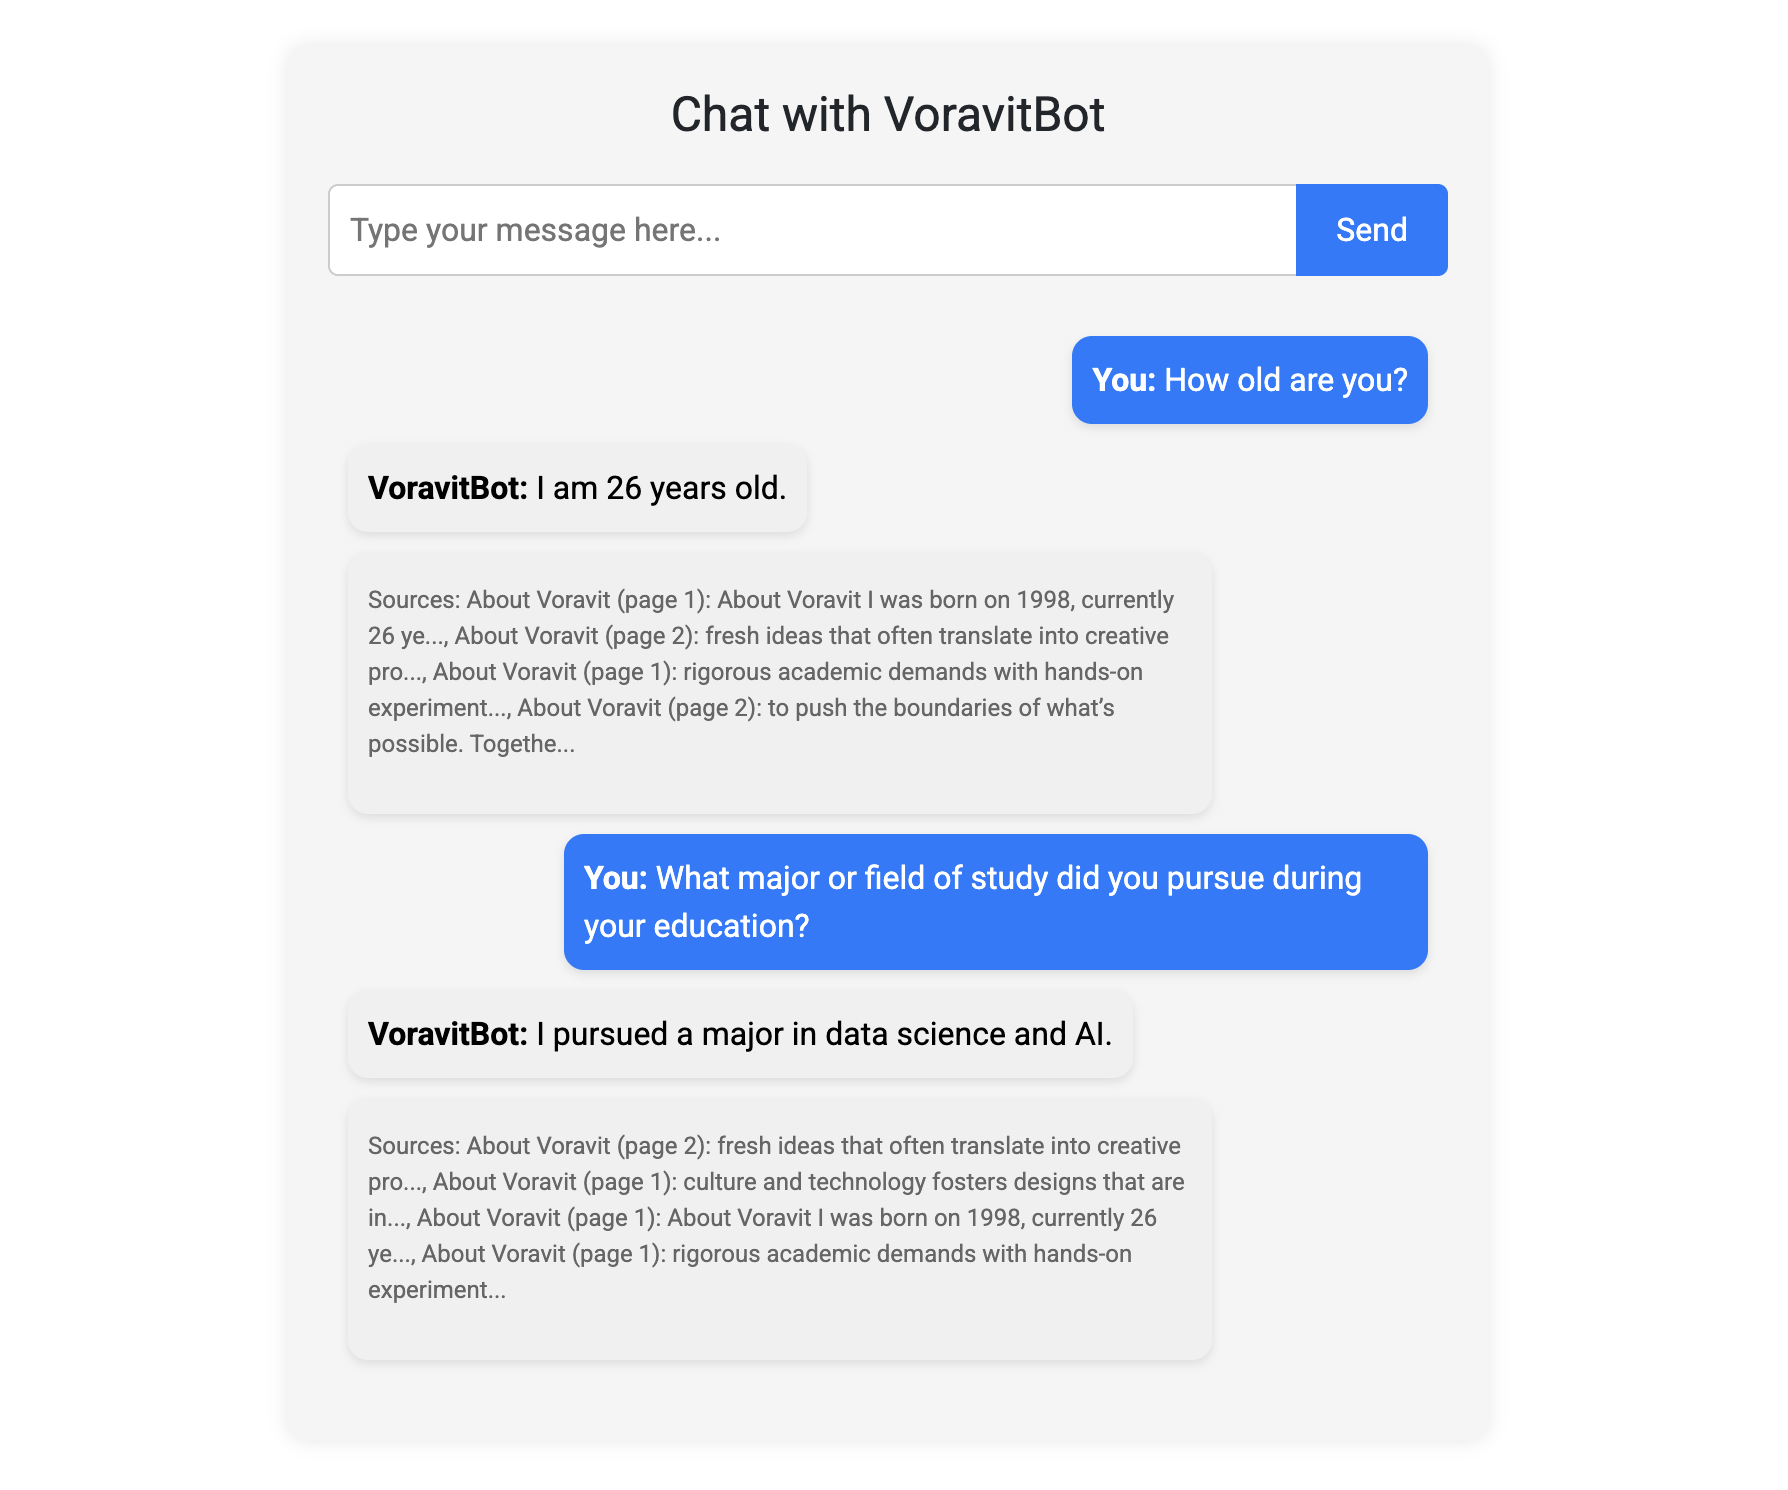 Chat with VoravitBot
Type your message here...
Send
You: How old are you?
VoravitBot: I am 26 years old.
Sources: About Voravit (page 1): About Voravit I was born on 1998, currently
26 ye..., About Voravit (page 2): fresh ideas that often translate into creative
pro..., About Voravit (page 1): rigorous academic demands with hands-on
experiment..., About Voravit (page 2): to push the boundaries of what’s
possible. Togethe...
You: What major or field of study did you pursue during
your education?
VoravitBot: I pursued a major in data science and AI.
Sources: About Voravit (page 2): fresh ideas that often translate into creative
pro..., About Voravit (page 1): culture and technology fosters designs that are
in..., About Voravit (page 1): About Voravit I was born on 1998, currently 26
ye..., About Voravit (page 1): rigorous academic demands with hands-on
experiment...